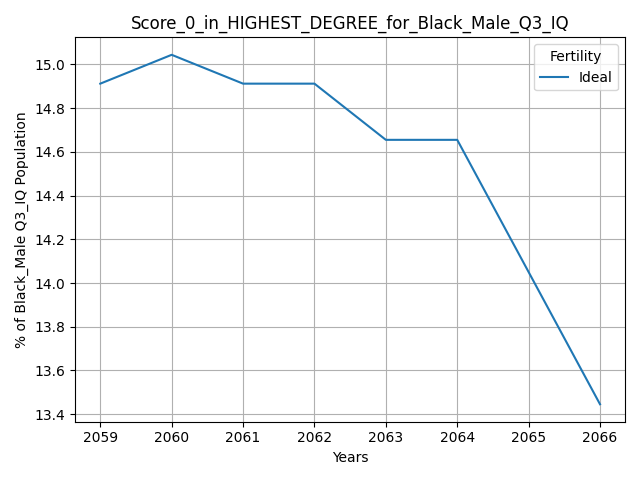 Score_0_in_HIGHEST_DEGREE_for_Black_Male_Q3_IQ
Fertility
Ideal
% of Black_Male Q3_IQ Population
15.0
14.8
14.6
14.4
14.2
14.0
13.8
13.6
13.4
2059 2060 2061 2062 2063 2064 2065 2066
Years